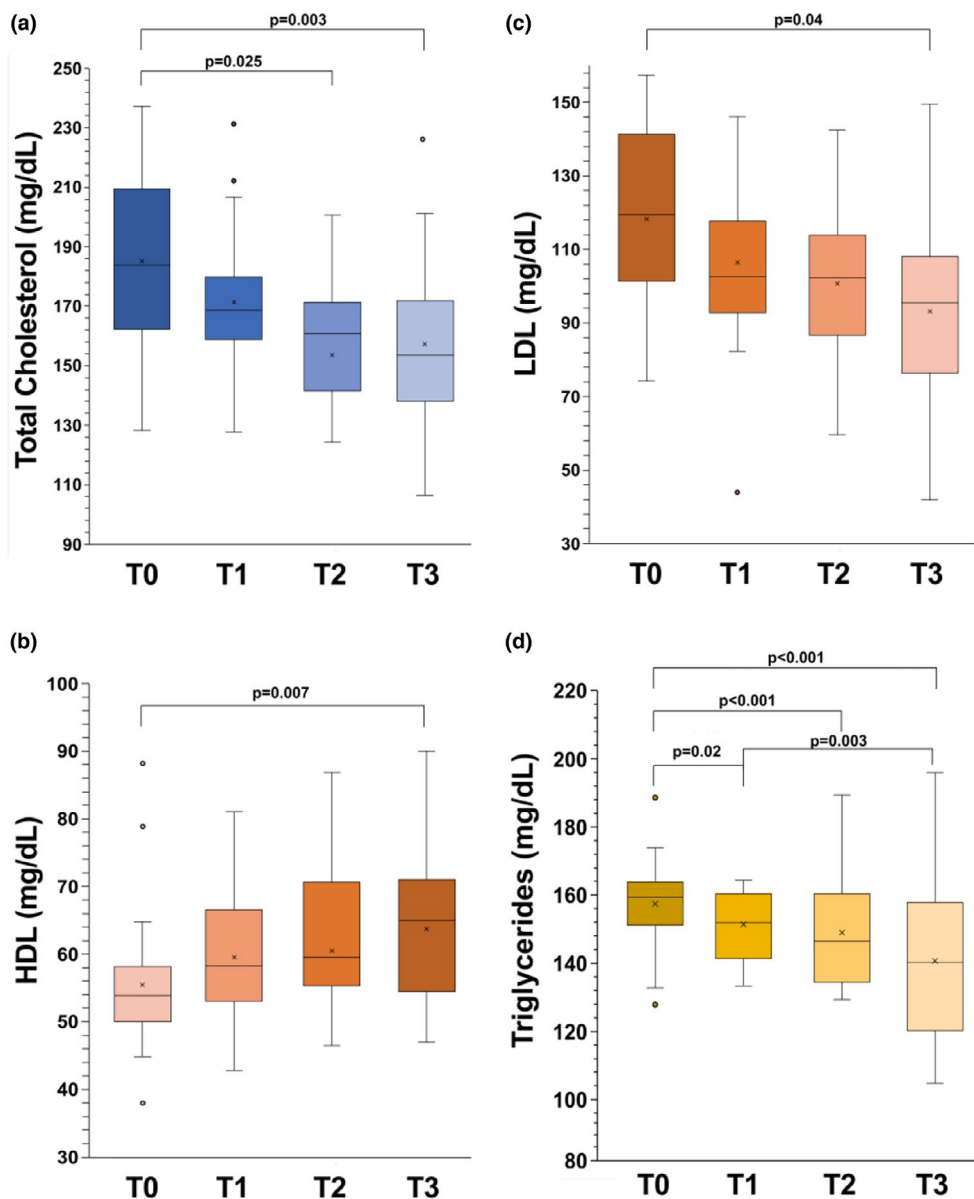 (a)
p=0.003
p=0.025
Total Cholesterol (mg/dL)
250
230
210
190
170
150
130
110
90
T0 T1 T2 T3
(c)
p=0.04
LDL (mg/dL)
150
130
110
90
70
50
30
T0 T1 T2 T3
(b)
p=0.007
HDL (mg/dL)
100
90
80
70
60
50
40
30
T0 T1 T2 T3
(d)
p<0.001
p<0.001
p=0.02
p=0.003
Triglycerides (mg/dL)
220
200
180
160
140
120
100
80
T0 T1 T2 T3